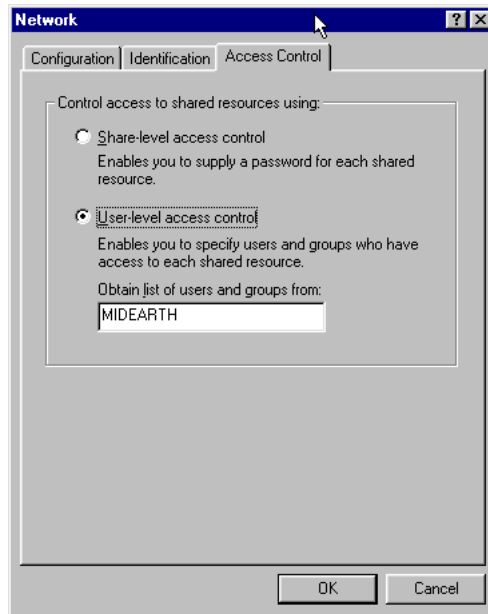 Network
Configuration Identification Access Control
Control access to shared resources using:
Share-level access control
Enables you to supply a password for each shared
resource.
User-level access control
Enables you to specify users and groups who have
access to each shared resource.
Obtain list of users and groups from:
MIDEARTH
OK Cancel